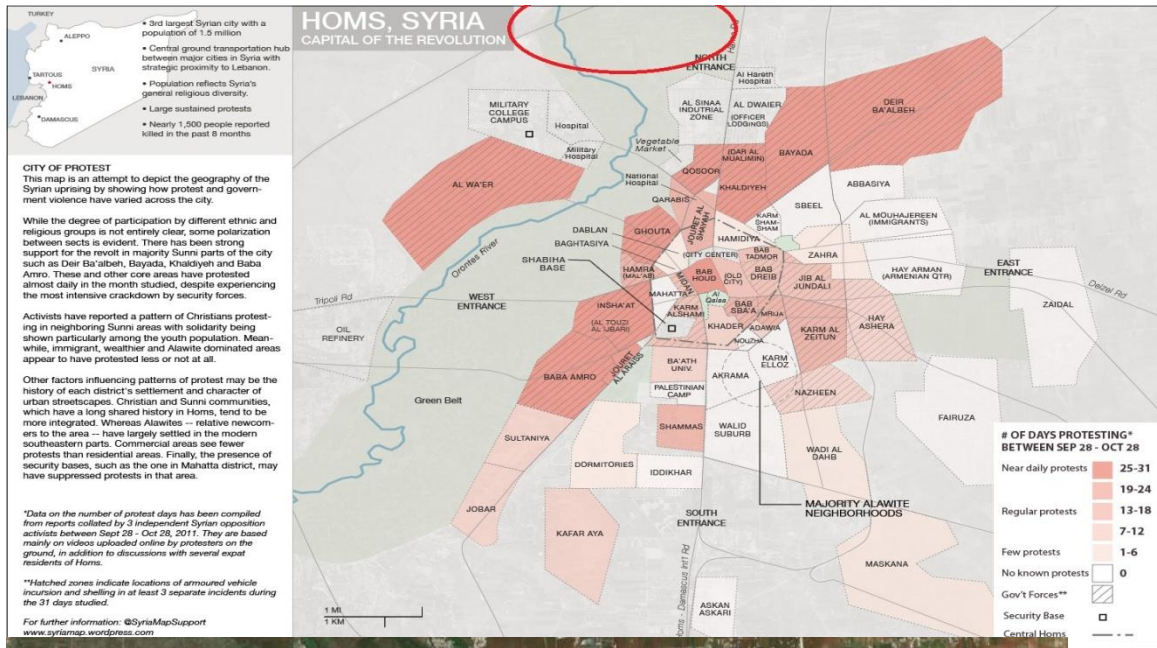 TURKEY
ALEPPO
SYRIA
TARTOUS
HOMS
LEBANON
DAMASCUS
• 3rd largest Syrian city with a
population of 1.5 million
• Central ground transportation hub
between major cities in Syria with
strategic proximity to Lebanon.
• Population reflects Syria's
general religious diversity.
• Large sustained protests
• Nearly 1,500 people reported
killed in the past 8 months
HOMS, SYRIA
CAPITAL OF THE REVOLUTION
CITY OF PROTEST
This map is an attempt to depict the geography of the
Syrian uprising by showing how protest and govern-
ment violence have varied across the city.
While the degree of participation by different ethnic and
religious groups is not entirely clear, some polarization
between sects is evident. There has been strong
support for the revolt in majority Sunni parts of the city
such as Deir Ba'albeh, Bayada, Khaldiyeh and Baba
Amro. These and other core areas have protested
almost daily in the month studied, despite experiencing
the most intensive crackdown by security forces.
Activists have reported a pattern of Christians protest-
ing in neighboring Sunni areas with solidarity being
shown particularly among the youth population. Mean-
while, immigrant, wealthier and Alawite dominated areas
appear to have protested less or not at all.
Other factors influencing patterns of protest may be the
history of each district's settlement and character of
urban streetscapes. Christian and Sunni communities,
which have a long shared history in Homs, tend to be
more integrated. Whereas Alawites -- relative newcom-
ers to the area -- have largely settled in the modern
southeastern parts. Commercial areas see fewer
protests than residential areas. Finally, the presence of
security bases, such as the one in Mahatta district, may
have suppressed protests in that area.
*Data on the number of protest days has been compiled
from reports collated by 3 independent Syrian opposition
activists between Sept 28 - Oct 28, 2011. They are based
mainly on videos uploaded online by protesters on the
ground, in addition to discussions with several expat
residents of Homs.
**Hatched zones indicate locations of armoured vehicle
incursion and shelling in at least 3 separate incidents during
the 31 days studied.
For further information: @SyriaMapSupport
www.syriamap.wordpress.com
NORTH
ENTRANCE
Al Hareth
Hospital
MILITARY
COLLEGE
CAMPUS
Hospital
Military
Hospital
AL SINAA
INDUTRIAL
ZONE
AL DWAIER
(OFFICER
LODGINGS)
DEIR
BA'ALBEH
Vegetable
Market
(DAR AL
MUALIMIN)
BAYADA
QOSOOR
National
Hospital
KHALDIYEH
AL WA'ER
QARABIS
ABBASIYA
SBEEL
JOURET AL
SHAYAH
KARM
SHAM-
SHAM
AL MOUHAJEREEN
(IMMIGRANTS)
DABLAN
GHOUTA
HAMIDIYA
BAGHTASIYA
(CITY CENTER)
BAB
TADMOR
ZAHRA
SHABIHA
BASE
HAMRA
(MAL'AB)
MIDAN
BAB
HOUD
(OLD
CITY)
BAB
DREIB
JIB AL
JUNDALI
HAY ARMAN
(ARMENIAN QTR)
EAST
ENTRANCE
Orontes River
Tripoli Rd
WEST
ENTRANCE
MAHATTA
Al
Qalaa
Deizel Rd
ZAIDAL
INSHA'AT
(AL TOUZI
AL IJBARI)
KARM
ALSHAMI
BAB
SBA'A
MRIJA
HAY
ASHERA
OIL
REFINERY
KHADER
ADAWIA
KARM AL
ZEITUN
NOUZHA
JOURET
ALARAISS
BA'ATH
UNIV.
KARM
ELLOZ
BABA AMRO
AKRAMA
PALESTINIAN
CAMP
NAZHEEN
Green Belt
FAIRUZA
SULTANIYA
SHAMMAS
WALID
SUBURB
WADI AL
DAHB
DORMITORIES
IDDIKHAR
MAJORITY ALAWITE
NEIGHBORHOODS
JOBAR
SOUTH
ENTRANCE
KAFAR AYA
MASKANA
Homs - Damascus Int'l Rd
ASKAN
ASKARI
1 MI
1 KM
# OF DAYS PROTESTING*
BETWEEN SEP 28 - OCT 28
Near daily protests 25-31
19-24
Regular protests 13-18
7-12
Few protests 1-6
No known protests 0
Gov't Forces**
Security Base
Central Homs